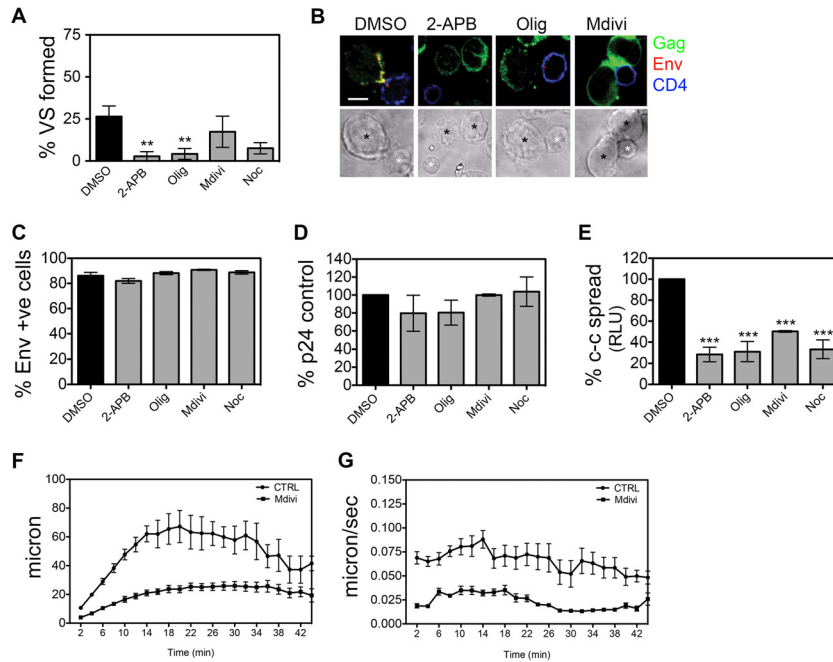 A
% VS formed
75
50
25
0
** **
DMSO
2-APB
Olig
Mdivi
Noc
B
DMSO 2-APB Olig Mdivi
Gag
Env
CD4
* * * * * * * * *
C
% Env +ve cells
100
80
60
40
20
0
DMSO
2-APB
Olig
Mdivi
Noc
D
% p24 control
140
120
100
80
60
40
20
0
DMSO
2-APB
Olig
Mdivi
Noc
E
% c-c spread
(RLU)
120
100
80
60
40
20
0
*** *** *** ***
DMSO
2-APB
Olig
Mdivi
Noc
F
micron
100
80
60
40
20
0
CTRL
Mdivi
2 6 10 14 18 22 26 30 34 38 42
Time (min)
G
micron/sec
0.150
0.125
0.100
0.075
0.050
0.025
0.000
CTRL
Mdivi
2 6 10 14 18 22 26 30 34 38 42
Time (min)